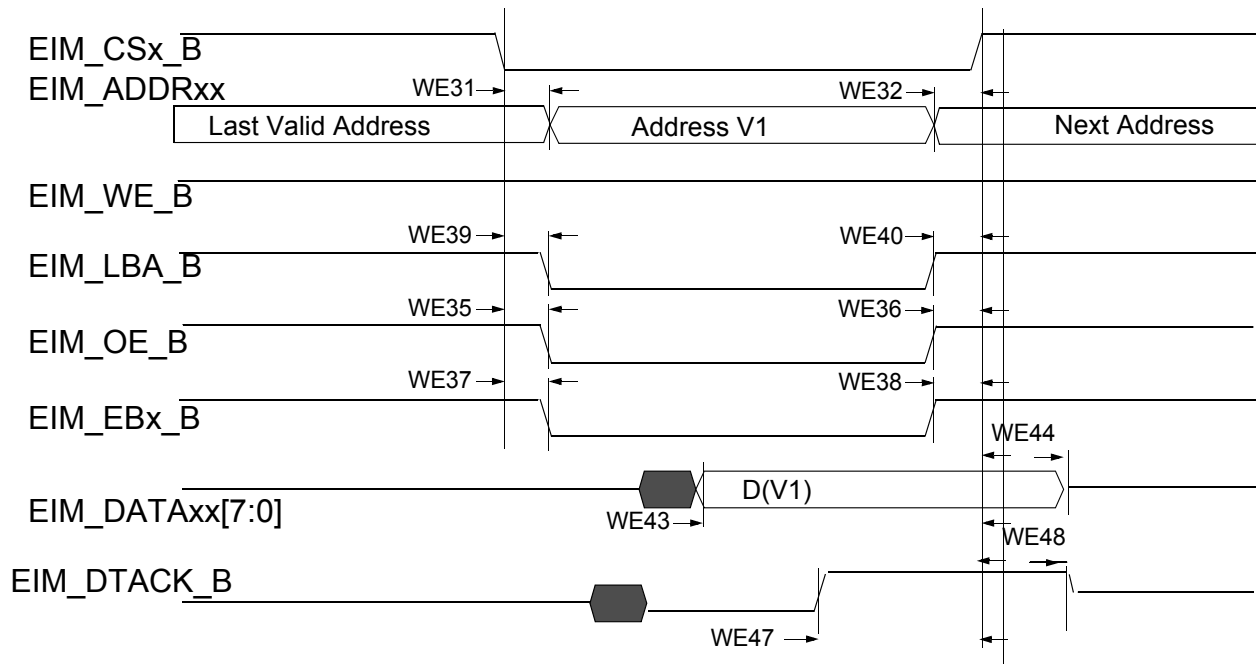 EIM_CSx_B
EIM_ADDRxx
WE31
WE32
Last Valid Address
Address V1
Next Address
EIM_WE_B
WE39
WE40
EIM_LBA_B
WE35
WE36
EIM_OE_B
WE37
WE38
EIM_EBx_B
WE44
D(V1)
EIM_DATAxx[7:0]
WE43
WE48
EIM_DTACK_B
WE47